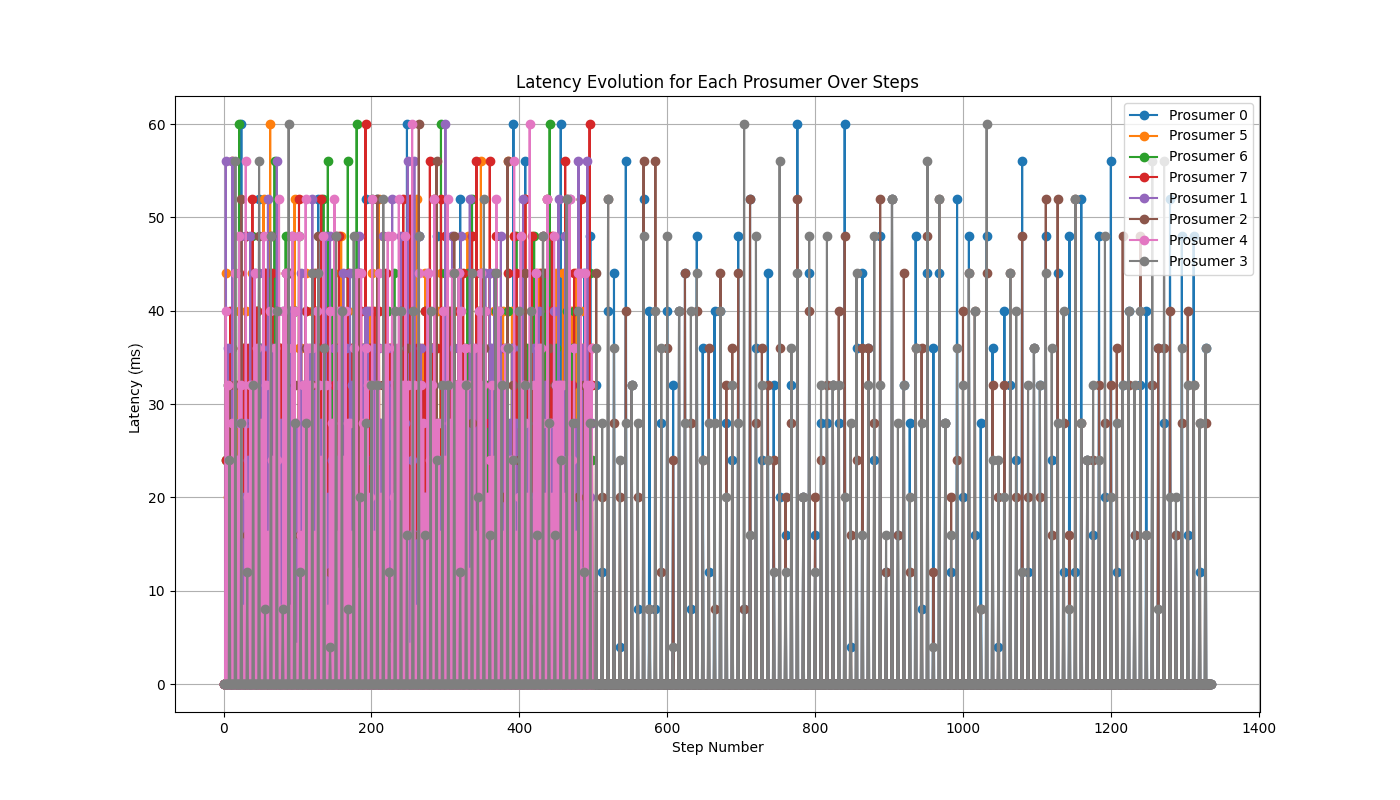 Latency Evolution for Each Prosumer Over Steps
Latency (ms)
60
50
40
30
20
10
0
0 200 400 600 800 1000 1200 1400
Step Number
Prosumer 0
Prosumer 5
Prosumer 6
Prosumer 7
Prosumer 1
Prosumer 2
Prosumer 4
Prosumer 3